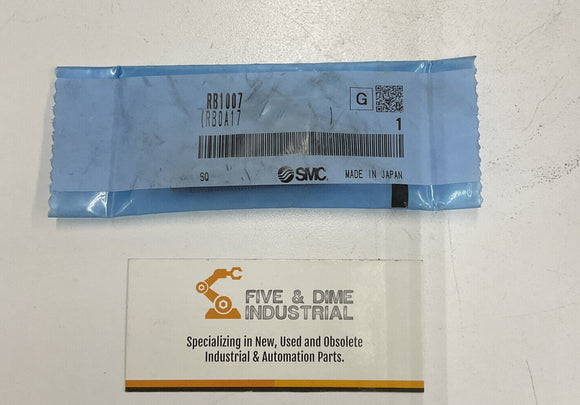 RB1007
(RBQA17 )
G
1
SQ
SMC
MADE IN JAPAN
FIVE & DIME
INDUSTRIAL
Specializing in New, Used and Obsolete
Industrial & Automation Parts.